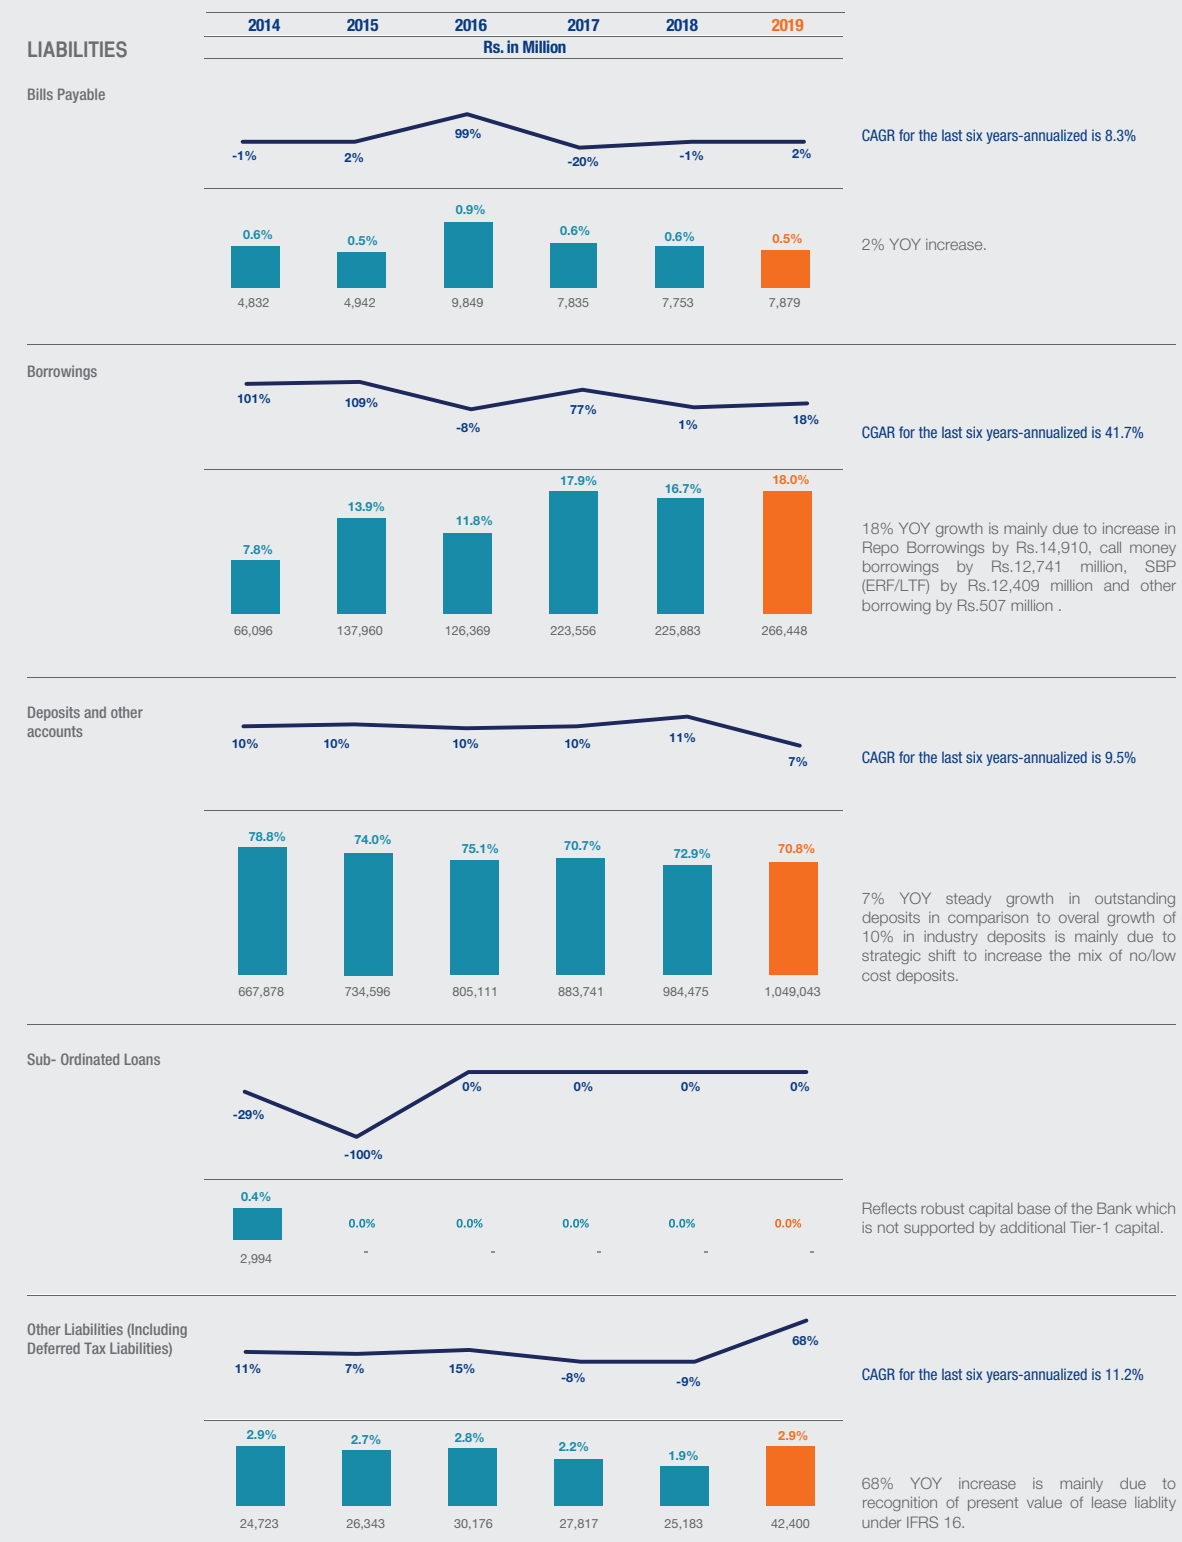 2014 2015 2016 2017 2018 2019
LIABILITIES
Rs. in Million
Bills Payable
-1% 2% 99% -20% -1% 2%
CAGR for the last six years-annualized is 8.3%
0.6% 0.5% 0.9% 0.6% 0.6% 0.5%
2% YOY increase.
4,832 4,942 9,849 7,835 7,753 7,879
Borrowings
101% 109% -8% 77% 1% 18%
CGAR for the last six years-annualized is 41.7%
7.8% 13.9% 11.8% 17.9% 16.7% 18.0%
18% YOY growth is mainly due to increase in
Repo Borrowings by Rs.14,910, call money
borrowings by Rs.12,741 million, SBP
(ERF/LTF) by Rs.12,409 million and other
borrowing by Rs.507 million .
66,096 137,960 126,369 223,556 225,883 266,448
Deposits and other
accounts
10% 10% 10% 10% 11% 7%
CAGR for the last six years-annualized is 9.5%
78.8% 74.0% 75.1% 70.7% 72.9% 70.8%
7% YOY steady growth in outstanding
deposits in comparison to overal growth of
10% in industry deposits is mainly due to
strategic shift to increase the mix of no/low
cost deposits.
667,878 734,596 805,111 883,741 984,475 1,049,043
Sub- Ordinated Loans
-29% -100% 0% 0% 0% 0%
0.4% 0.0% 0.0% 0.0% 0.0% 0.0%
Reflects robust capital base of the Bank which
is not supported by additional Tier-1 capital.
2,994 - - - - -
Other Liabilities (Including
Deferred Tax Liabilities)
11% 7% 15% -8% -9% 68%
CAGR for the last six years-annualized is 11.2%
2.9% 2.7% 2.8% 2.2% 1.9% 2.9%
68% YOY increase is mainly due to
recognition of present value of lease liablity
under IFRS 16.
24,723 26,343 30,176 27,817 25,183 42,400